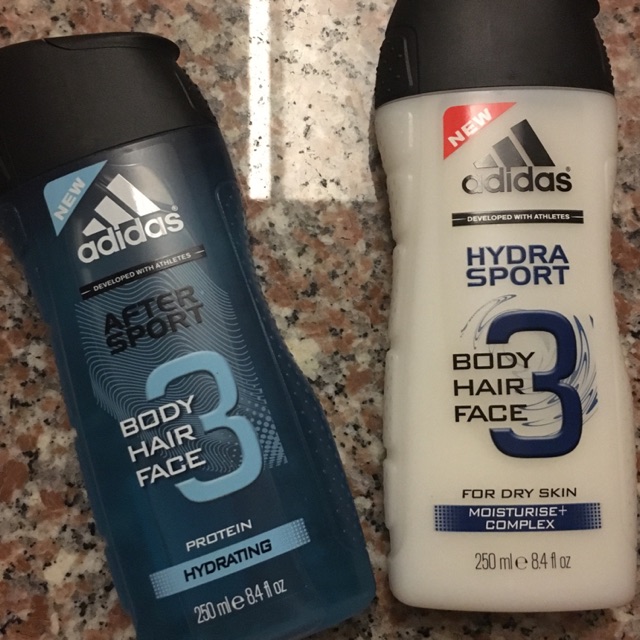 NEW
adidas
DEVELOPED WITH ATHLETES
AFTER
SPORT
3
BODY
HAIR
FACE
PROTEIN
HYDRATING
250 ml e 8.4 fl oz
NEW
adidas
DEVELOPED WITH ATHLETES
HYDRA
SPORT
3
BODY
HAIR
FACE
FOR DRY SKIN
MOISTURISE+
COMPLEX
250 ml e 8.4 fl oz